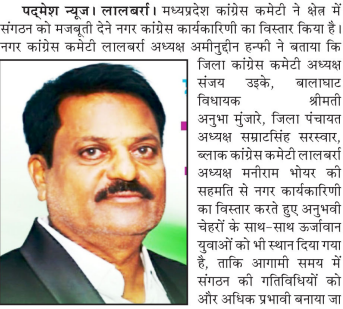 पद्मेश न्यूज। लालबर्रा। मध्यप्रदेश कांग्रेस कमेटी ने क्षेत्र में
संगठन को मजबूती देने नगर कांग्रेस कार्यकारिणी का विस्तार किया है।
नगर कांग्रेस कमेटी लालबर्रा अध्यक्ष अमीनुद्दीन हन्फी ने बताया कि
जिला कांग्रेस कमेटी अध्यक्ष
संजय उइके, बालाघाट
विधायक श्रीमती
अनुभा मुंजारे, जिला पंचायत
अध्यक्ष सम्राटसिंह सरस्वार,
ब्लाक कांग्रेस कमेटी लालबर्रा
अध्यक्ष मनीराम भोयर की
सहमति से नगर कार्यकारिणी
का विस्तार करते हुए अनुभवी
चेहरों के साथ-साथ ऊर्जावान
युवाओं को भी स्थान दिया गया
है, ताकि आगामी समय में
संगठन की गतिविधियों को
और अधिक प्रभावी बनाया जा